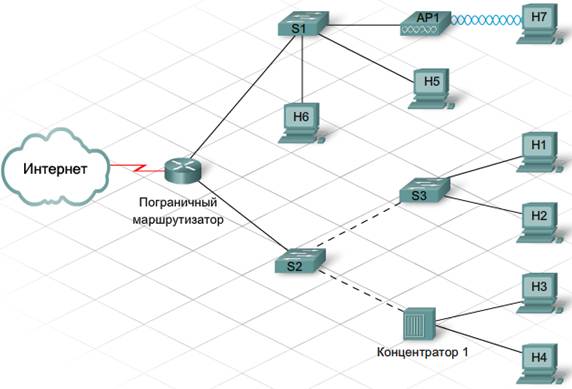 S1
AP1
H7
H5
H6
Интернет
Пограничный
маршрутизатор
H1
S3
H2
S2
H3
Концентратор 1
H4